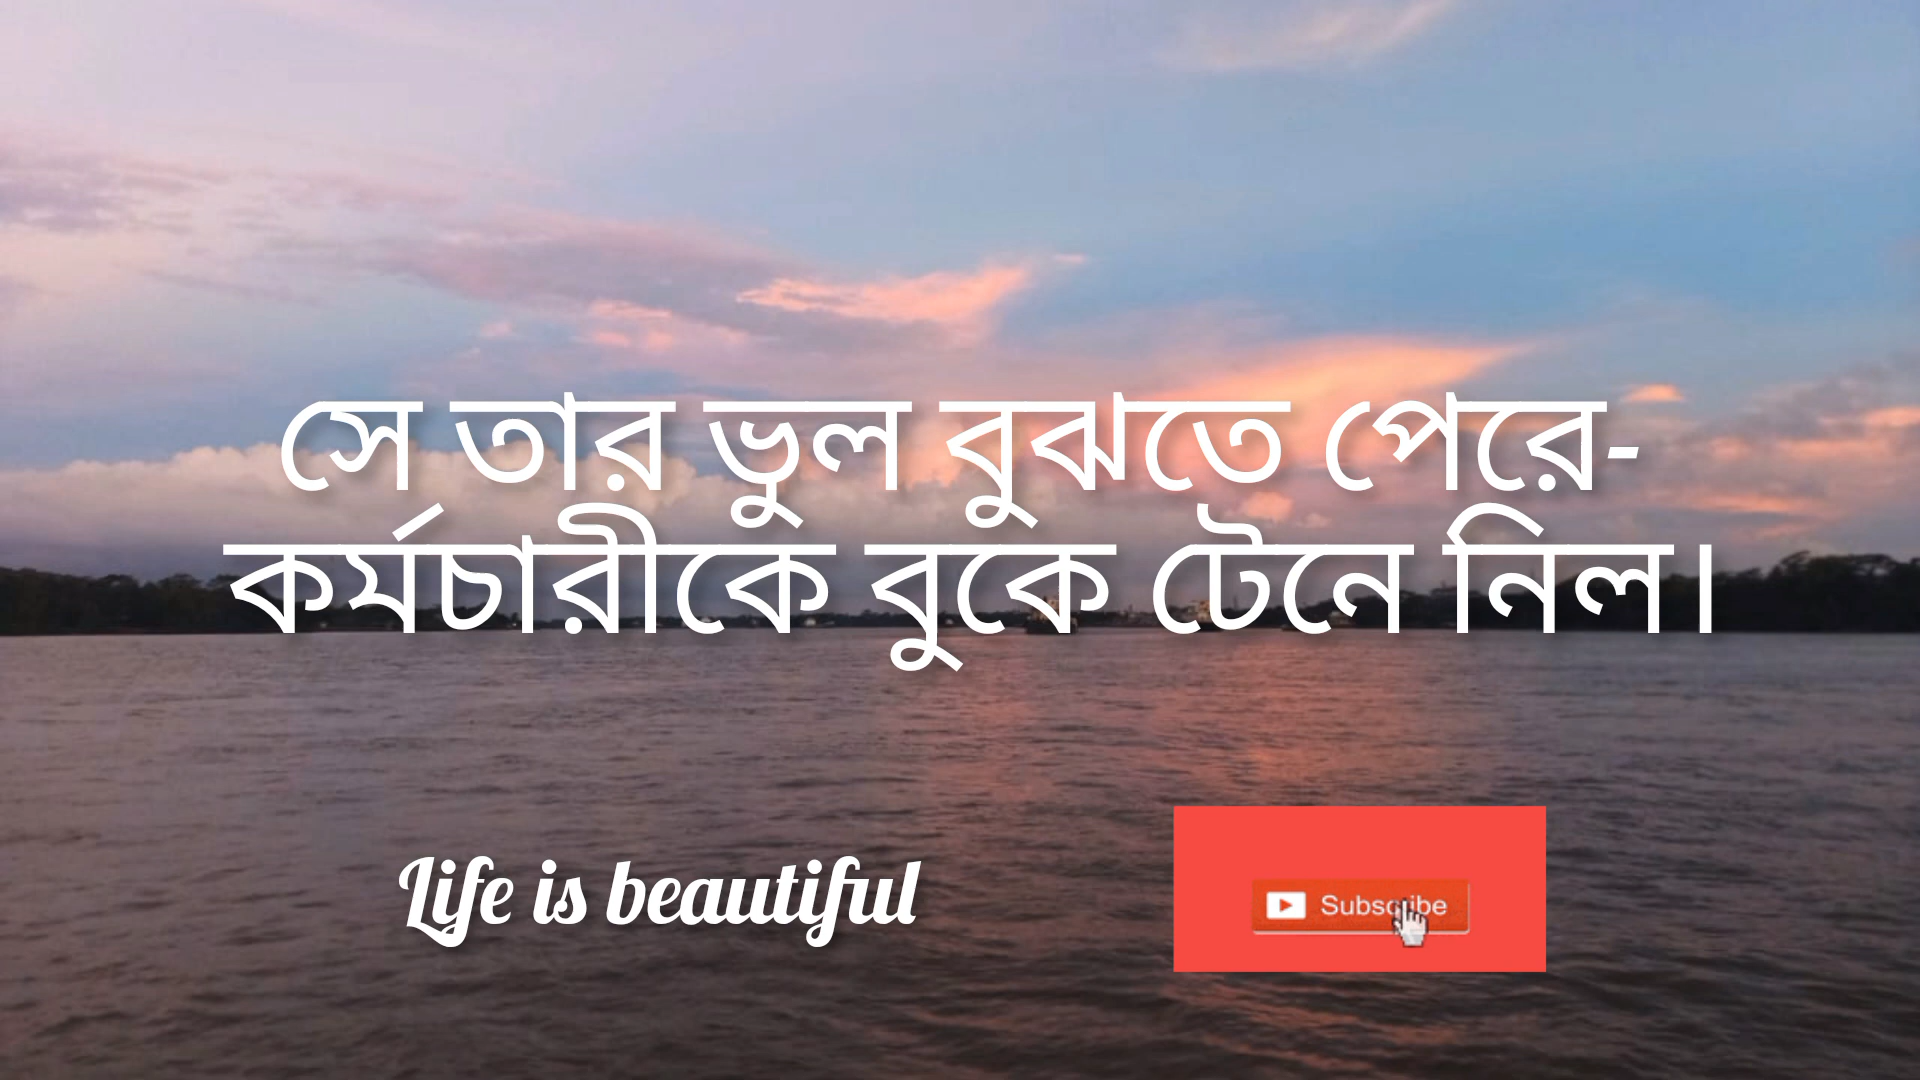 সে তার ভুল বুঝতে পেরে-
কর্মচারীকে বুকে টেনে নিল।
Life is beautiful
Subscribe